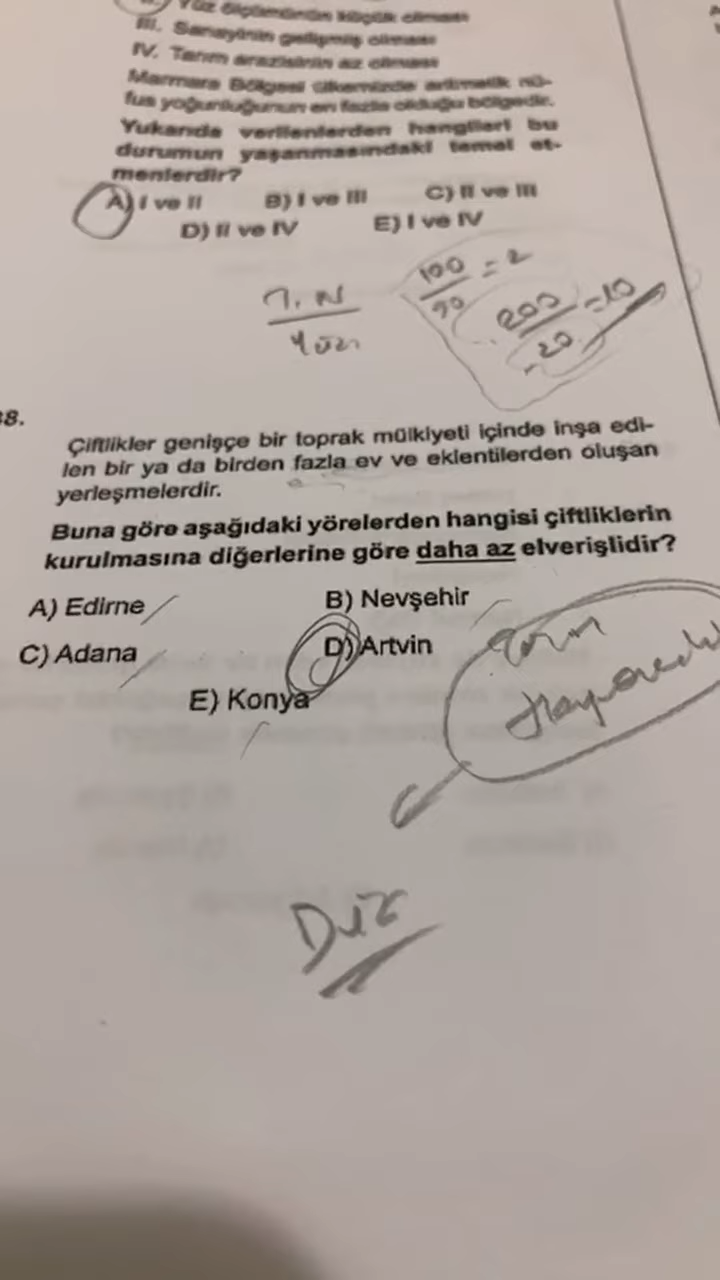 Yüz ölçümünün küçük olması
III. Sanayinin gelişmiş olması
IV. Tarım arazisinin az olması
Marmara Bölgesi ülkemizde aritmetik nü-
fus yoğunluğunun en fazla olduğu bölgedir.
Yukarıda verilenlerden hangileri bu
durumun yaşanmasındaki temel et-
menlerdir?
A) I ve II B) I ve III C) II ve III
D) II ve IV E) I ve IV
T. N
100 = 2
200 = 10
20
38.
Çiftlikler genişçe bir toprak mülkiyeti içinde inşa edi-
len bir ya da birden fazla ev ve eklentilerden oluşan
yerleşmelerdir.
Buna göre aşağıdaki yörelerden hangisi çiftliklerin
kurulmasına diğerlerine göre daha az elverişlidir?
A) Edirne B) Nevşehir
C) Adana D) Artvin
E) Konya
Düz